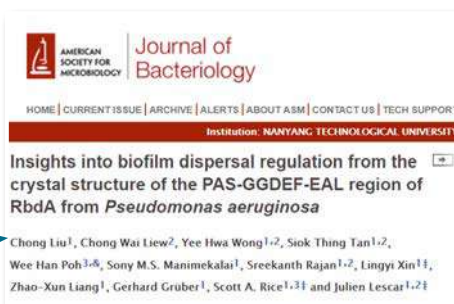 AMERICAN
SOCIETY FOR
MICROBIOLOGY
Journal of
Bacteriology
HOME | CURRENT ISSUE | ARCHIVE | ALERTS | ABOUT ASM | CONTACT US | TECH SUPPORT
Institution: NANYANG TECHNOLOGICAL UNIVERSITY
Insights into biofilm dispersal regulation from the
crystal structure of the PAS-GGDEF-EAL region of
RbdA from Pseudomonas aeruginosa
Chong Liu1, Chong Wai Liew2, Yee Hwa Wong1,2, Siok Thing Tan1,2,
Wee Han Poh3,&, Sony M.S. Manimekalai1, Sreekanth Rajan1,2, Lingyi Xin1‡,
Zhao-Xun Liang1, Gerhard Grüber1, Scott A. Rice1,3‡ and Julien Lescar1,2‡